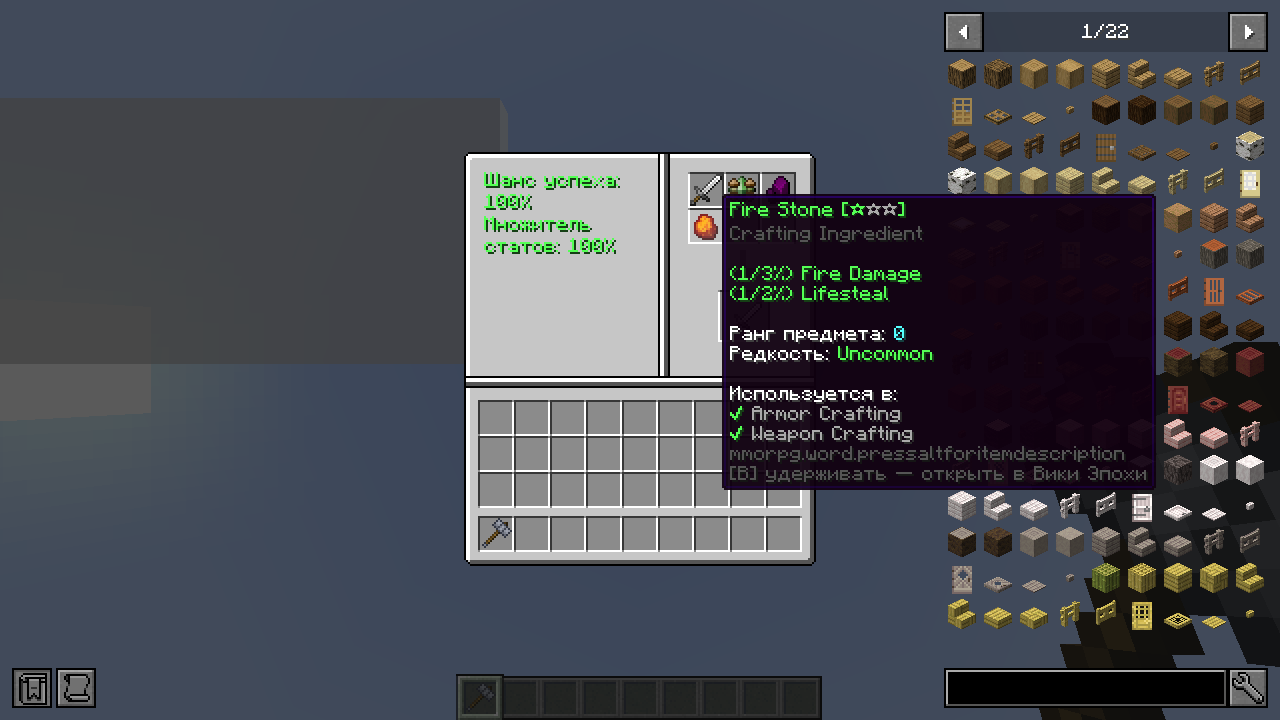 1/22
Шанс успеха:
100%
Множитель
статов: 100%
Fire Stone [★☆☆]
Crafting Ingredient
(1/3%) Fire Damage
(1/2%) Lifesteal
Ранг предмета: 0
Редкость: Uncommon
Используется в:
✓ Armor Crafting
✓ Weapon Crafting
mmorpg.word.pressaltforitemdescription
[B] удерживать — открыть в Вики Эпохи